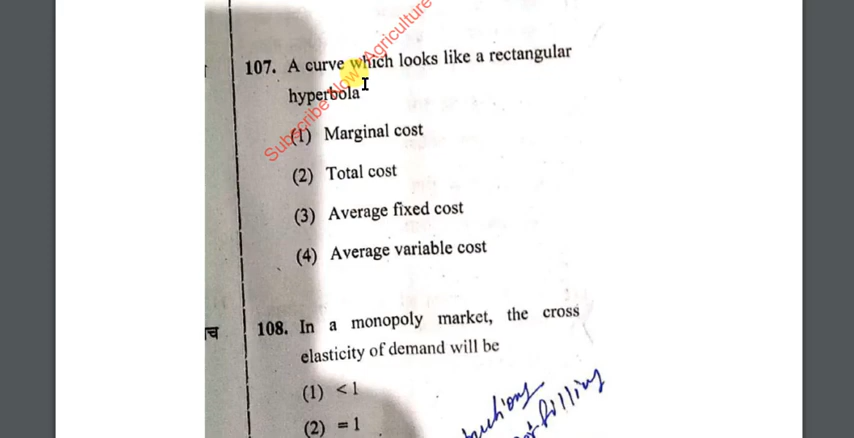 Subscribe Now Agriculture
107. A curve which looks like a rectangular
hyperbola
(1) Marginal cost
(2) Total cost
(3) Average fixed cost
(4) Average variable cost
108. In a monopoly market, the cross
elasticity of demand will be
(1) < 1
(2) = 1
filling